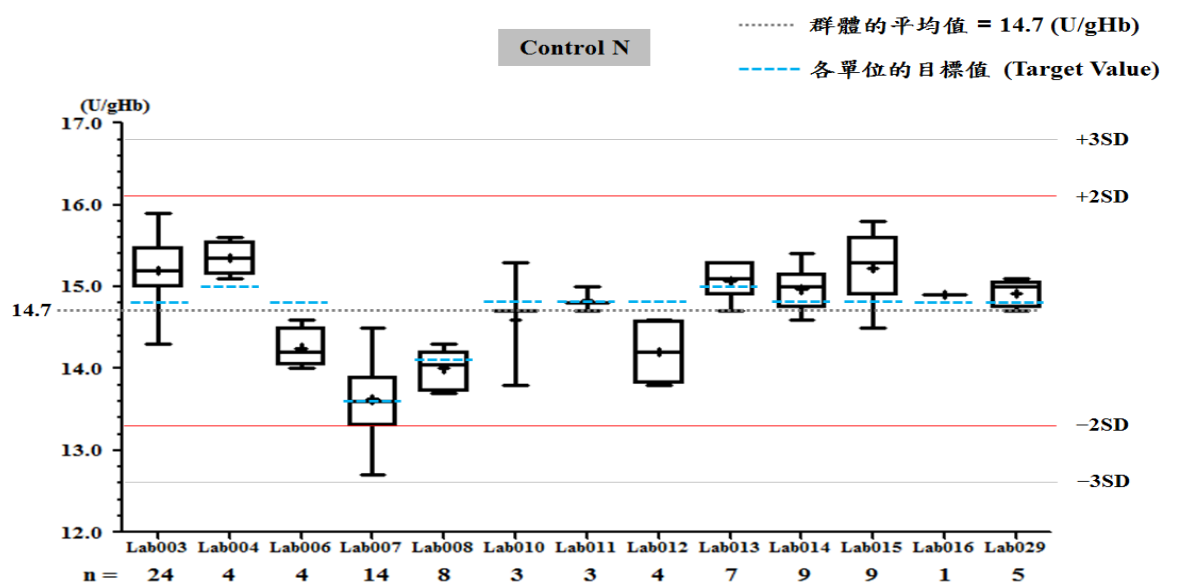 群體的平均值 = 14.7 (U/gHb)
Control N
各單位的目標值 (Target Value)
(U/gHb)
17.0
+3SD
+2SD
16.0
15.0
14.7
14.0
−2SD
13.0
−3SD
12.0
Lab003 Lab004 Lab006 Lab007 Lab008 Lab010 Lab011 Lab012 Lab013 Lab014 Lab015 Lab016 Lab029
n = 24 4 4 14 8 3 3 4 7 9 9 1 5